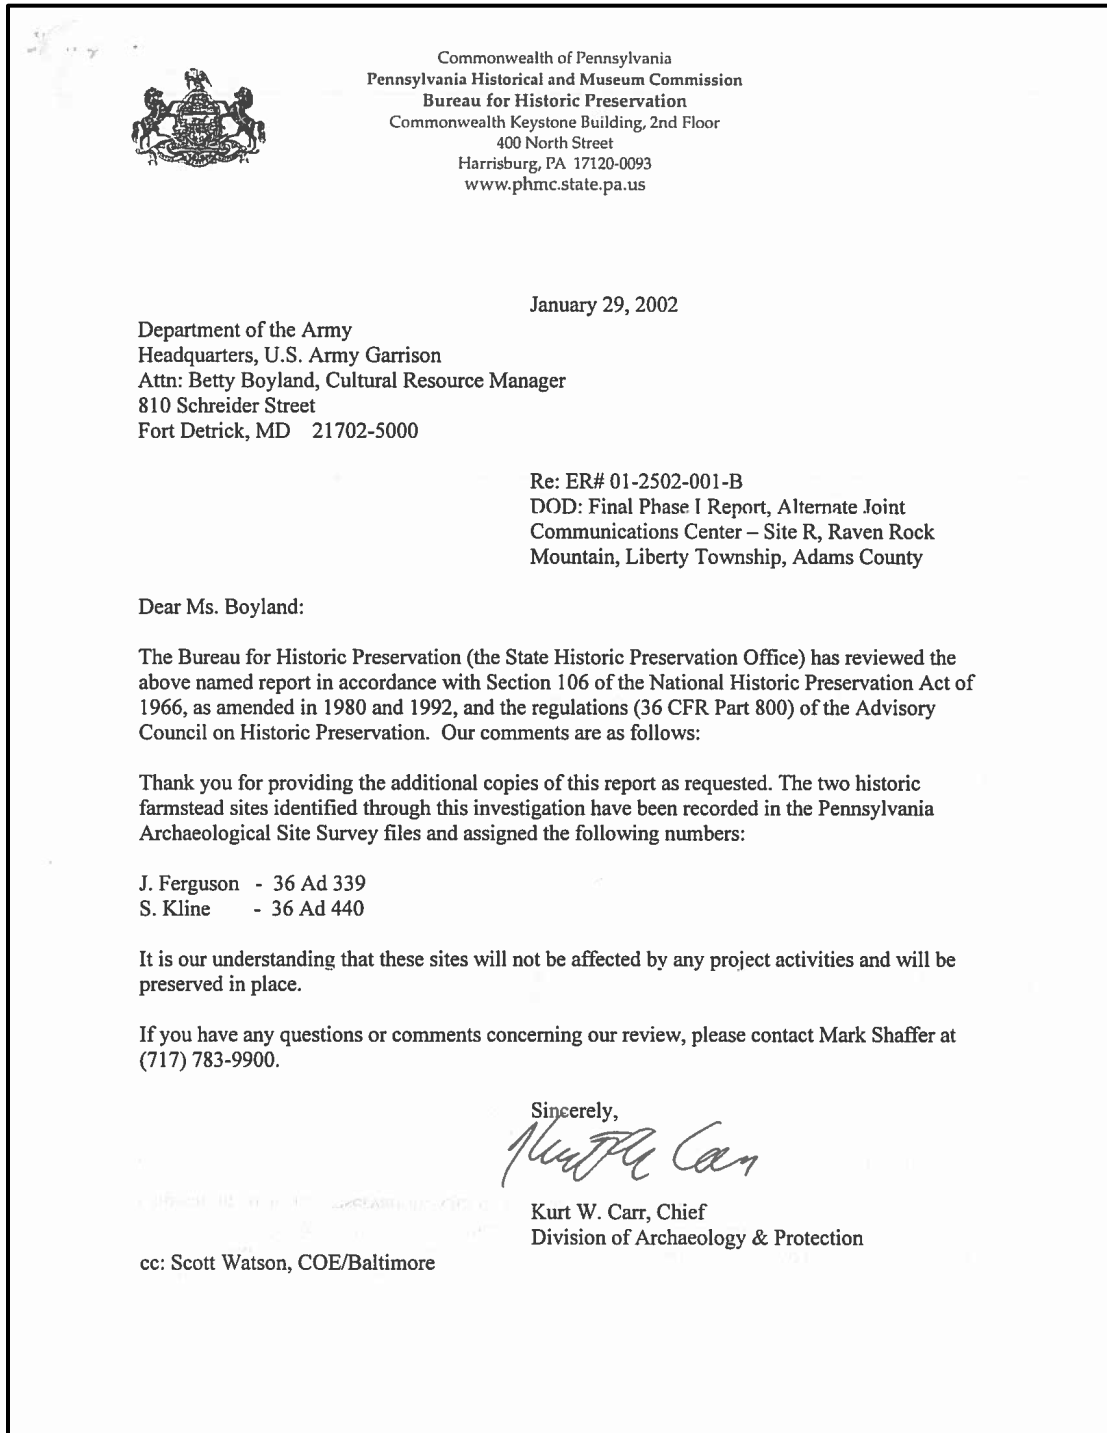 Commonwealth of Pennsylvania
Pennsylvania Historical and Museum Commission
Bureau for Historic Preservation
Commonwealth Keystone Building, 2nd Floor
400 North Street
Harrisburg, PA 17120-0093
www.phmc.state.pa.us
January 29, 2002
Department of the Army
Headquarters, U.S. Army Garrison
Attn: Betty Boyland, Cultural Resource Manager
810 Schreider Street
Fort Detrick, MD 21702-5000
Re: ER# 01-2502-001-B
DOD: Final Phase I Report, Alternate Joint
Communications Center – Site R, Raven Rock
Mountain, Liberty Township, Adams County
Dear Ms. Boyland:
The Bureau for Historic Preservation (the State Historic Preservation Office) has reviewed the
above named report in accordance with Section 106 of the National Historic Preservation Act of
1966, as amended in 1980 and 1992, and the regulations (36 CFR Part 800) of the Advisory
Council on Historic Preservation. Our comments are as follows:
Thank you for providing the additional copies of this report as requested. The two historic
farmstead sites identified through this investigation have been recorded in the Pennsylvania
Archaeological Site Survey files and assigned the following numbers:
J. Ferguson - 36 Ad 339
S. Kline - 36 Ad 440
It is our understanding that these sites will not be affected by any project activities and will be
preserved in place.
If you have any questions or comments concerning our review, please contact Mark Shaffer at
(717) 783-9900.
Sincerely,
Kurt W. Carr, Chief
Division of Archaeology & Protection
cc: Scott Watson, COE/Baltimore